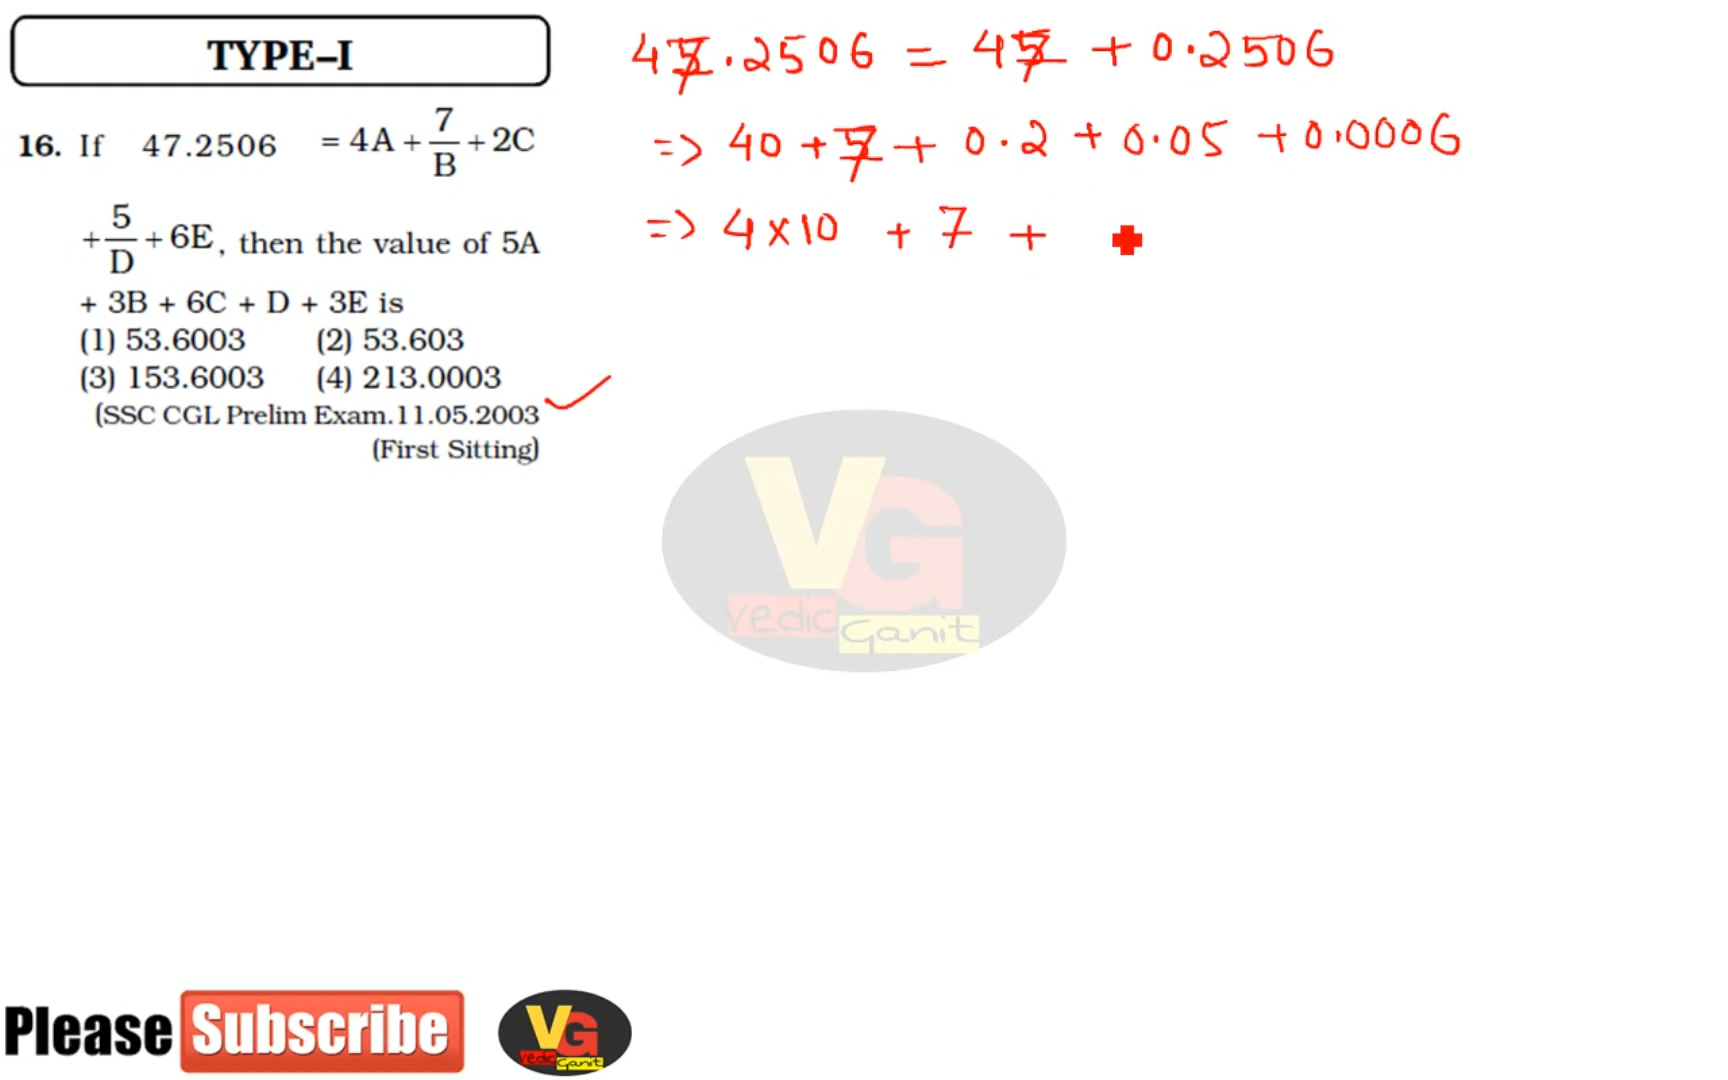 TYPE–I
16. If 47.2506 = 4A + 7/B + 2C
+ 5/D + 6E, then the value of 5A
+ 3B + 6C + D + 3E is
(1) 53.6003 (2) 53.603
(3) 153.6003 (4) 213.0003
(SSC CGL Prelim Exam.11.05.2003
(First Sitting)
47.2506 = 47 + 0.2506
=> 40 + 7 + 0.2 + 0.05 + 0.0006
=> 4 × 10 + 7 +
VG
Vedic
Ganit
Please Subscribe
VG
Vedic
Ganit